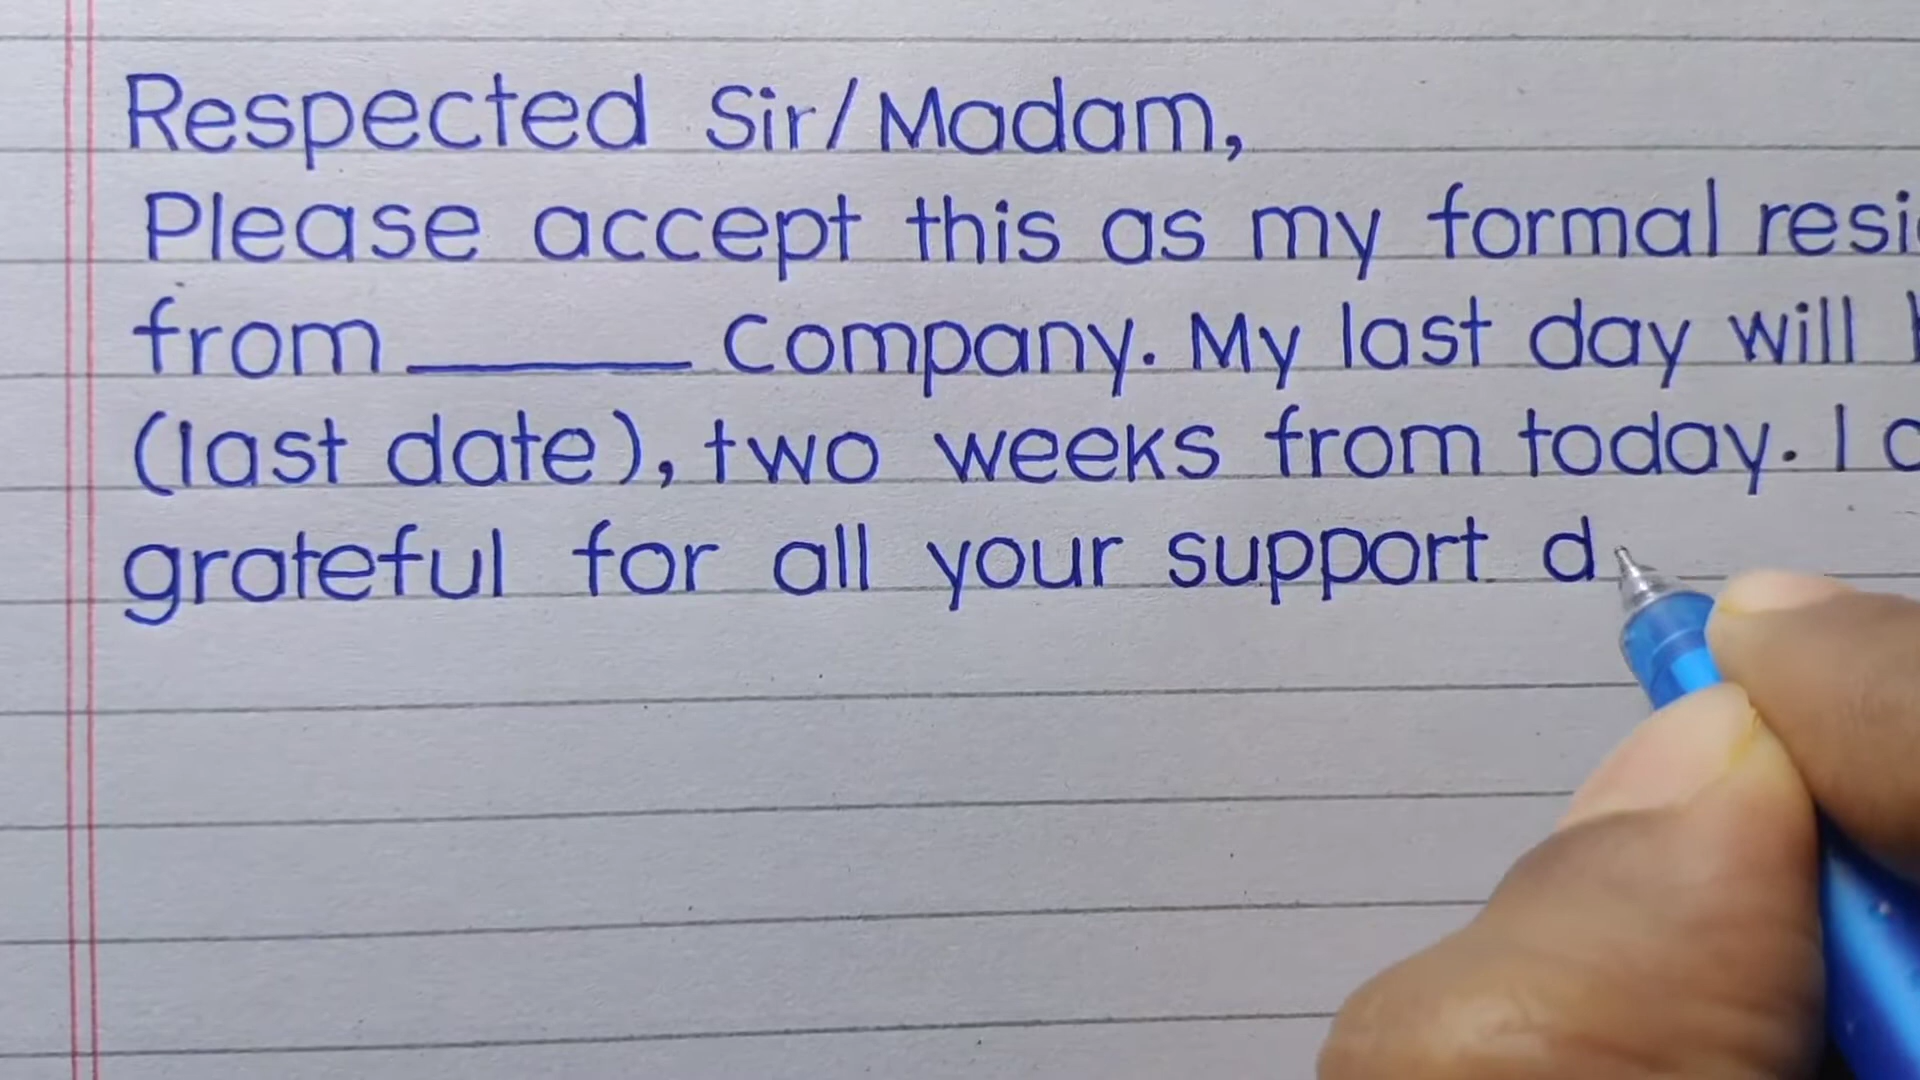 Respected Sir/Madam,
Please accept this as my formal
from ______ Company. My last day will
(last date), two weeks from today. I
grateful for all your support d